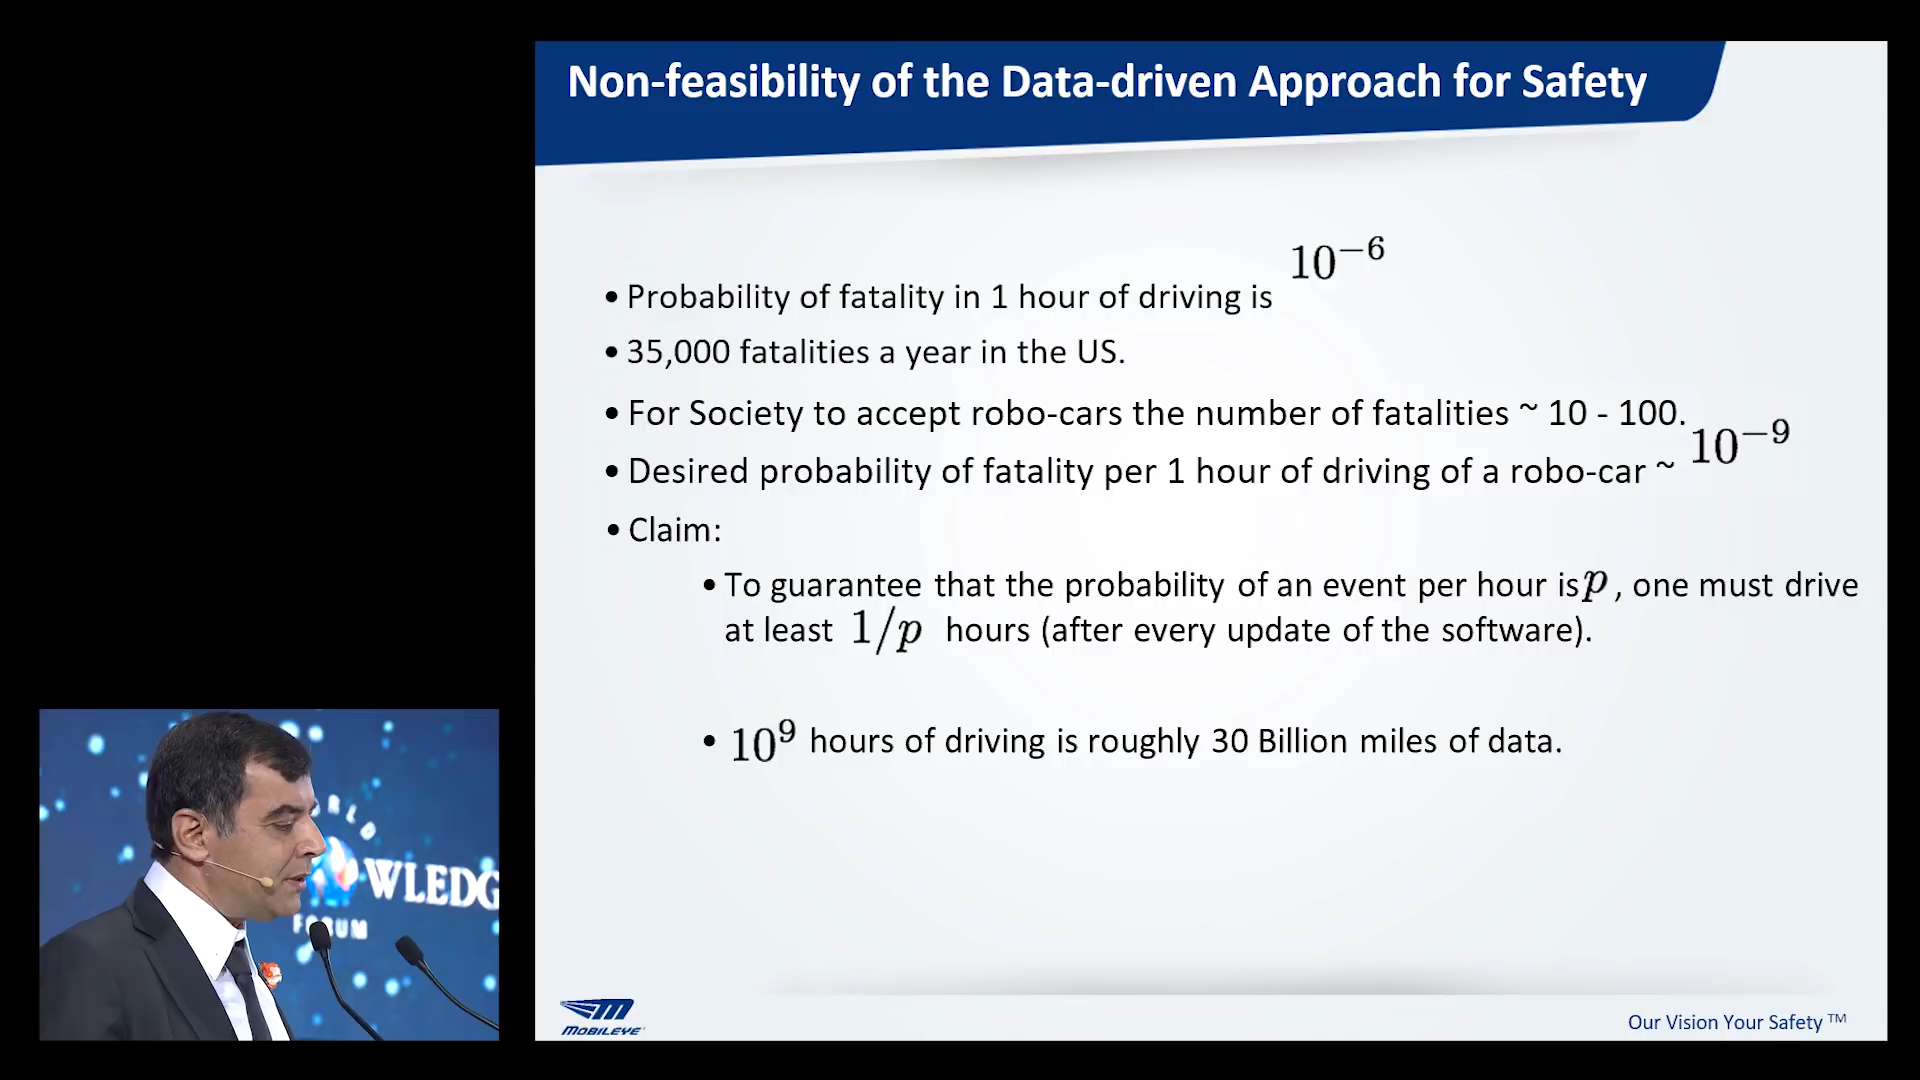 Non-feasibility of the Data-driven Approach for Safety
• Probability of fatality in 1 hour of driving is 10⁻⁶
• 35,000 fatalities a year in the US.
• For Society to accept robo-cars the number of fatalities ~ 10 - 100.
• Desired probability of fatality per 1 hour of driving of a robo-car ~ 10⁻⁹
• Claim:
• To guarantee that the probability of an event per hour is p, one must drive
at least 1/p hours (after every update of the software).
• 10⁹ hours of driving is roughly 30 Billion miles of data.
ORLD
WLEDG
FORUM
MOBILEYE
Our Vision Your Safety TM